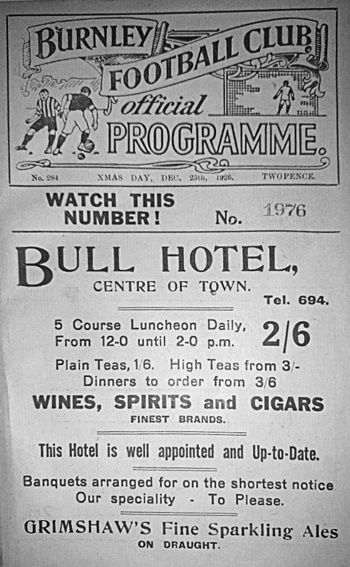 BURNLEY
FOOTBALL CLUB.
official
PROGRAMME.
No. 284 XMAS DAY, DEC. 25th, 1926. TWOPENCE.
WATCH THIS
NUMBER! No. 1976
BULL HOTEL,
CENTRE OF TOWN.
Tel. 694.
5 Course Luncheon Daily, 2/6
From 12-0 until 2-0 p.m.
Plain Teas, 1/6. High Teas from 3/-
Dinners to order from 3/6
WINES, SPIRITS and CIGARS
FINEST BRANDS.
This Hotel is well appointed and Up-to-Date.
Banquets arranged for on the shortest notice
Our speciality - To Please.
GRIMSHAW'S Fine Sparkling Ales
ON DRAUGHT.